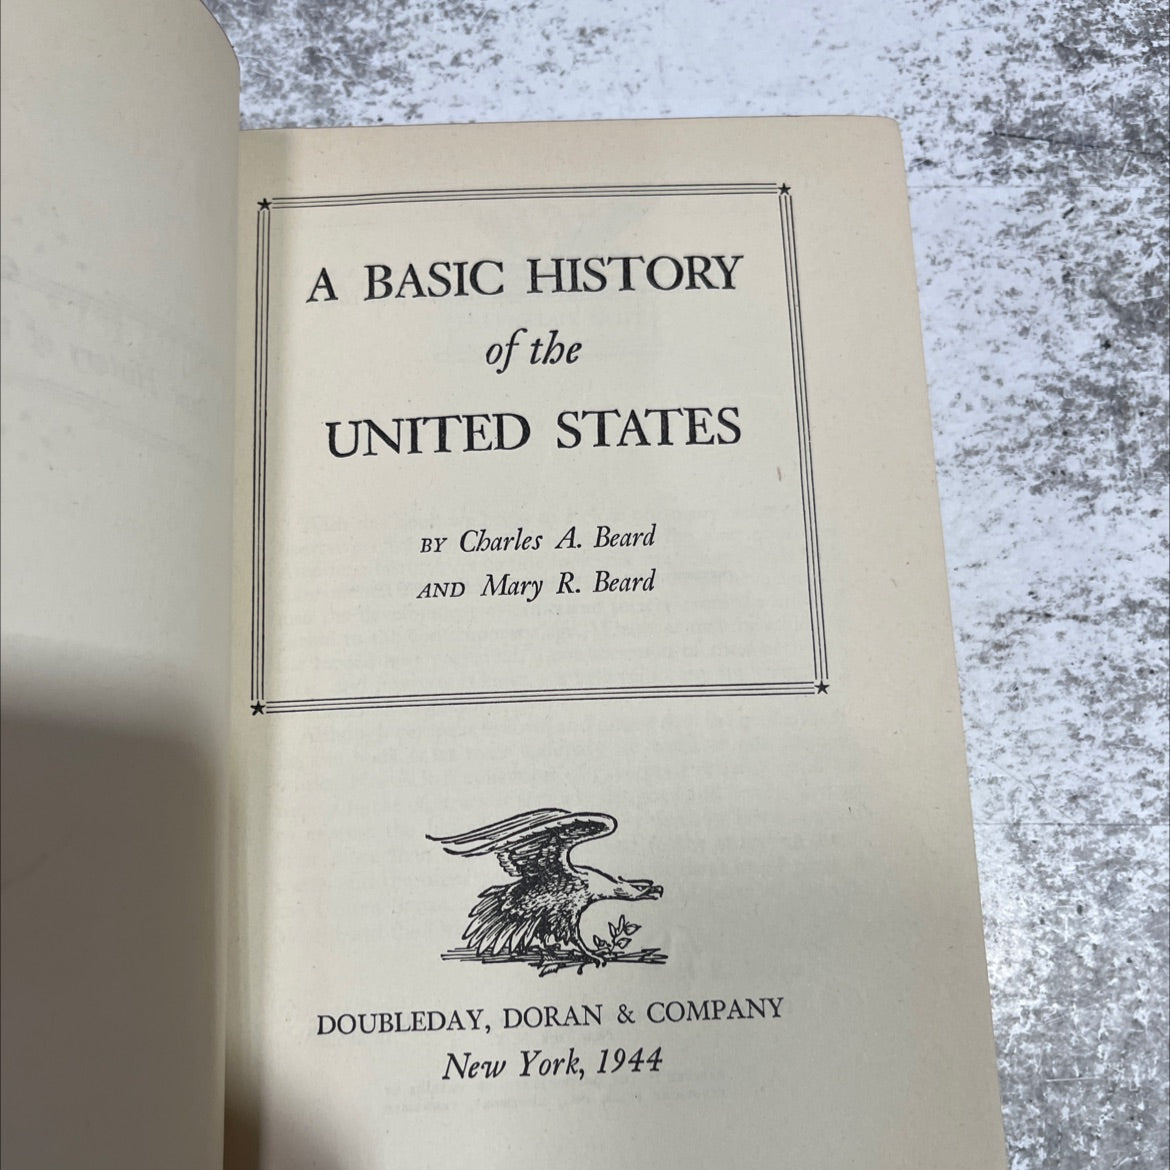 A BASIC HISTORY
of the
UNITED STATES
BY Charles A. Beard
AND Mary R. Beard
DOUBLEDAY, DORAN & COMPANY
New York, 1944